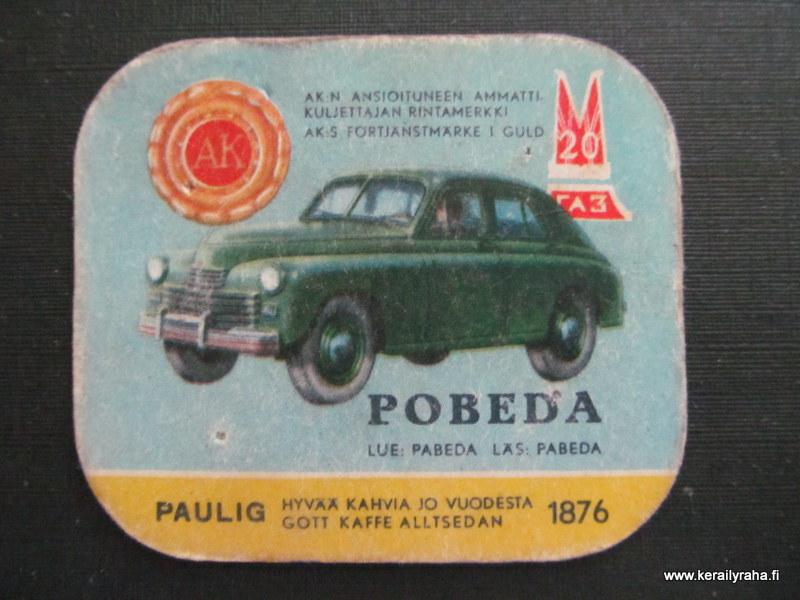 AK:N ANSIOITUNEEN AMMATTI-
KULJETTAJAN RINTAMERKKI
AK:S FÖRTJÄNSTMÄRKE I GULD
AK
M
20
ГАЗ
POBEDA
LUE: PABEDA LÄS: PABEDA
PAULIG
HYVÄÄ KAHVIA JO VUODESTA
GOTT KAFFE ALLTSEDAN
1876
www.kerailyraha.fi